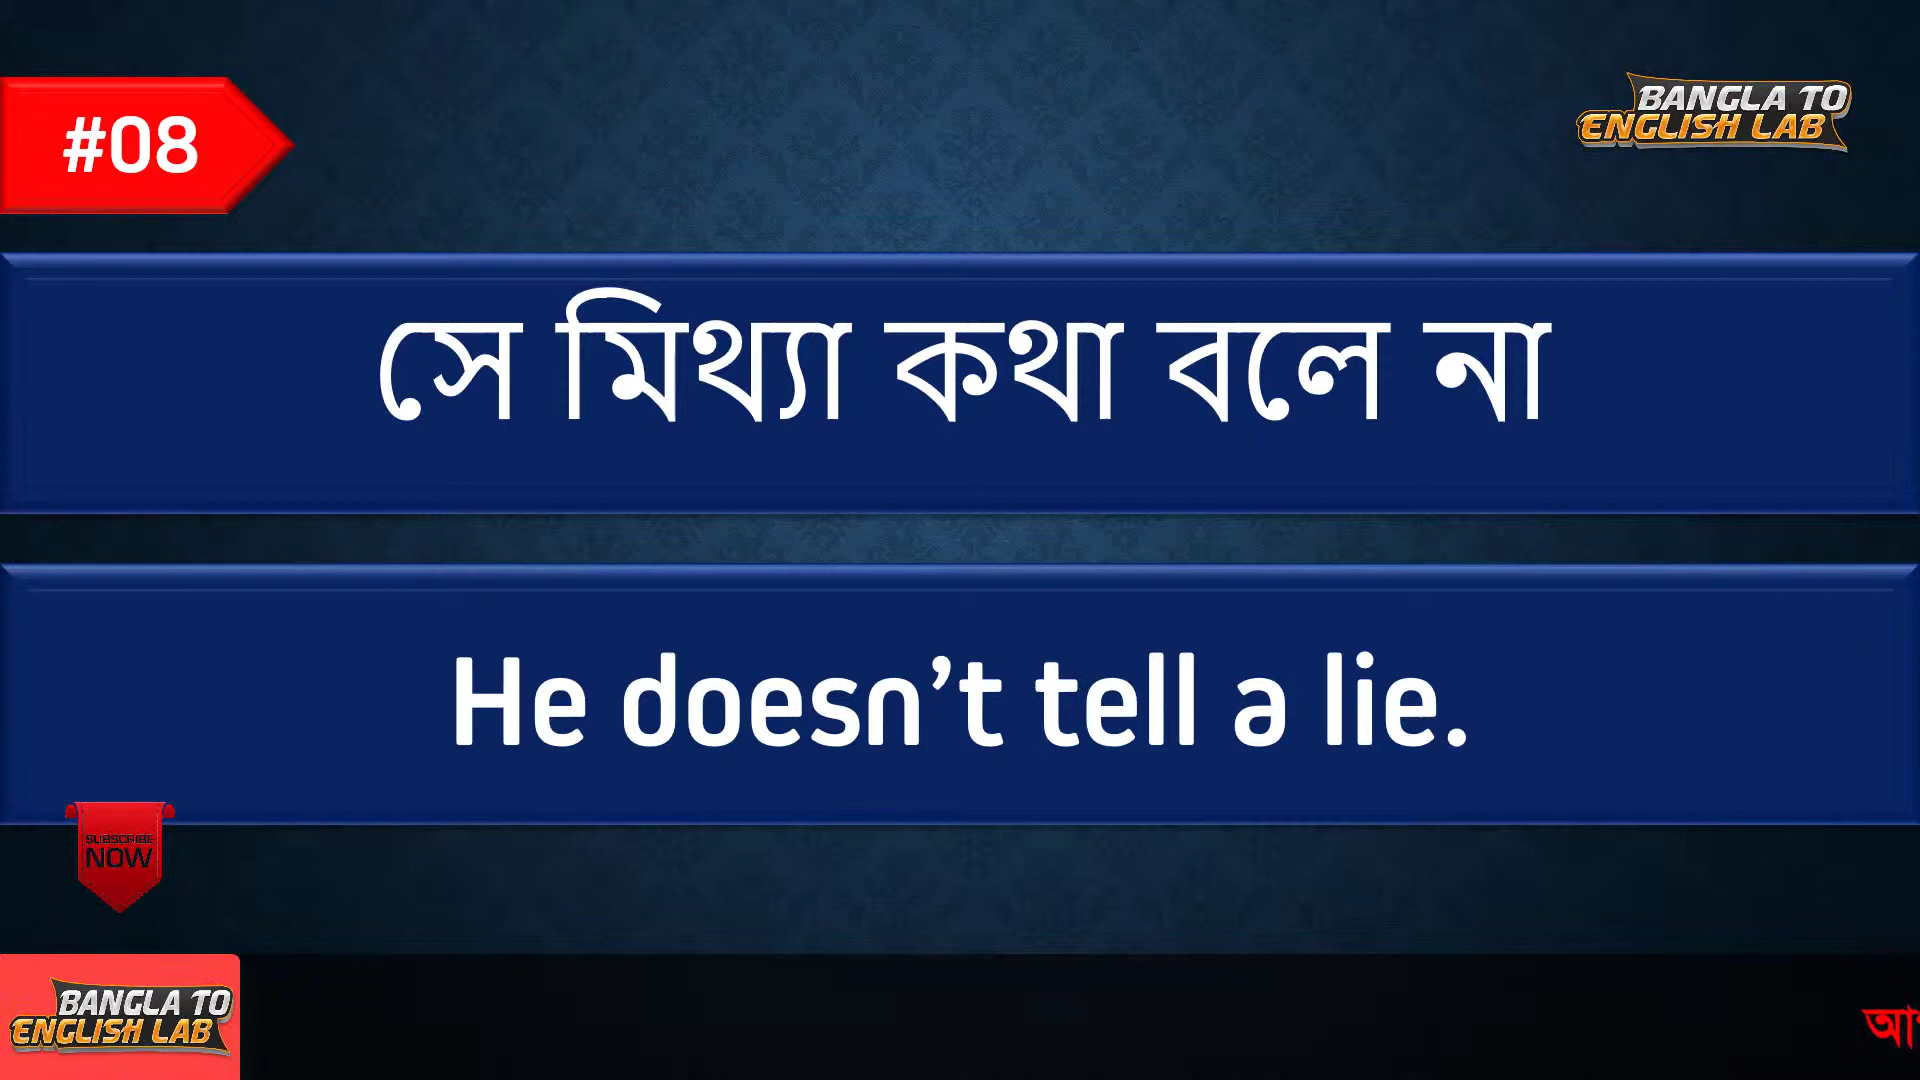 #08
BANGLA TO
ENGLISH LAB
সে মিথ্যা কথা বলে না
He doesn’t tell a lie.
SUBSCRIBE
NOW
BANGLA TO
ENGLISH LAB